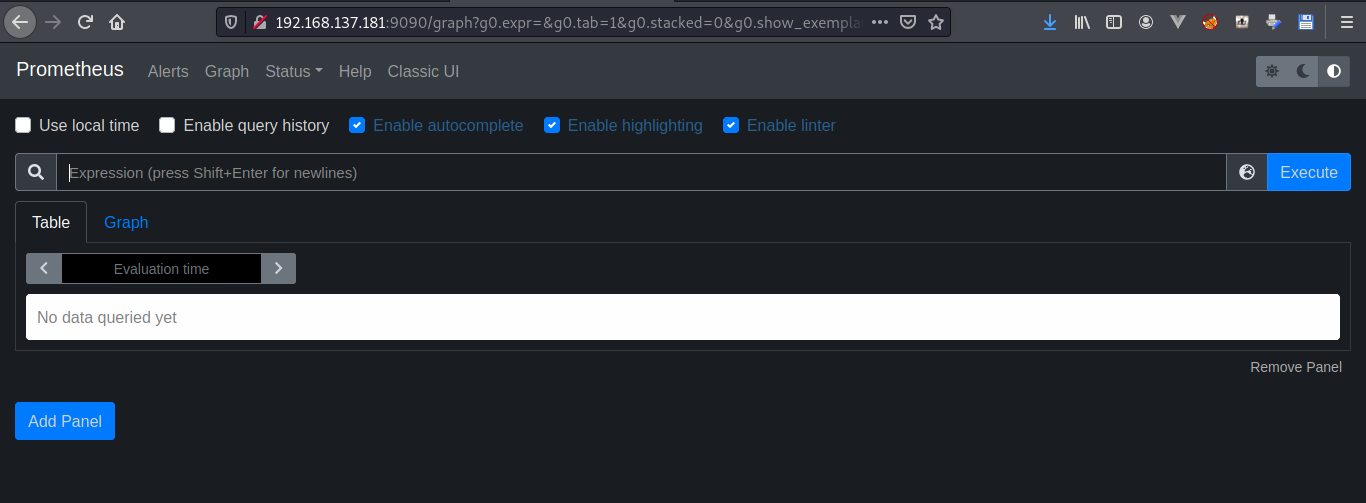 192.168.137.181:9090/graph?g0.expr=&g0.tab=1&g0.stacked=0&g0.show_exempla
Prometheus Alerts Graph Status Help Classic UI
Use local time Enable query history Enable autocomplete Enable highlighting Enable linter
Expression (press Shift+Enter for newlines) Execute
Table Graph
Evaluation time
No data queried yet
Remove Panel
Add Panel